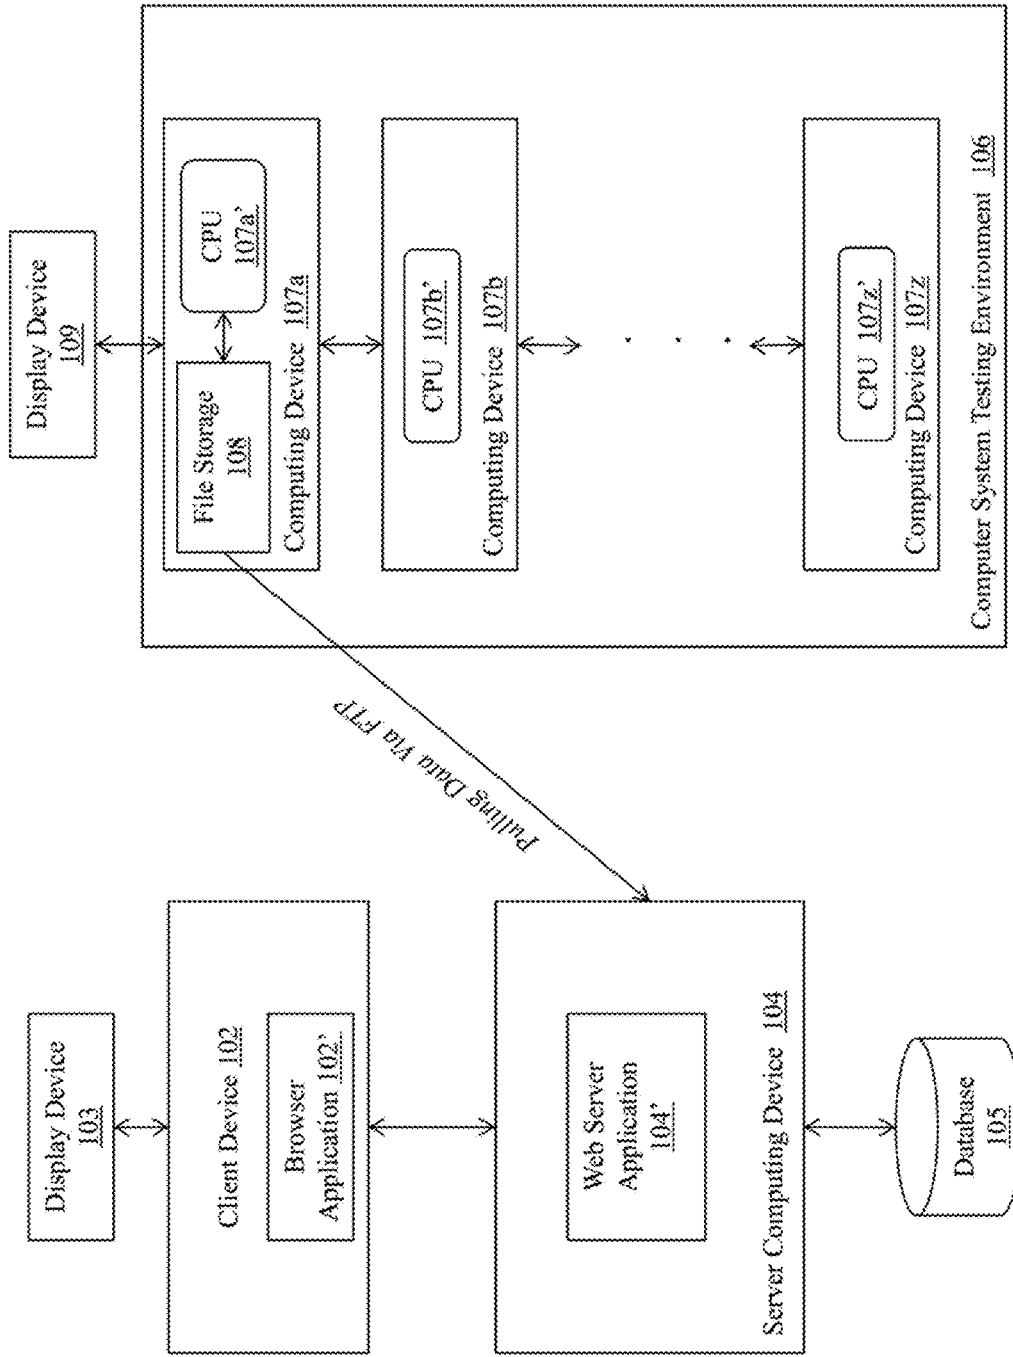 Display Device
103
Client Device 102
Browser
Application 102'
Web Server
Application
104'
Server Computing Device 104
Database
105
Pulling Data Via FTP
Display Device
109
File Storage
108
CPU
107a'
Computing Device 107a
CPU 107b'
Computing Device 107b
CPU 107z'
Computing Device 107z
Computer System Testing Environment 106